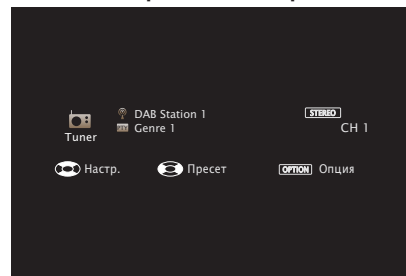 DAB Station 1 STEREO
Genre 1 CH 1
Tuner
Настр. Пресет OPTION Опция